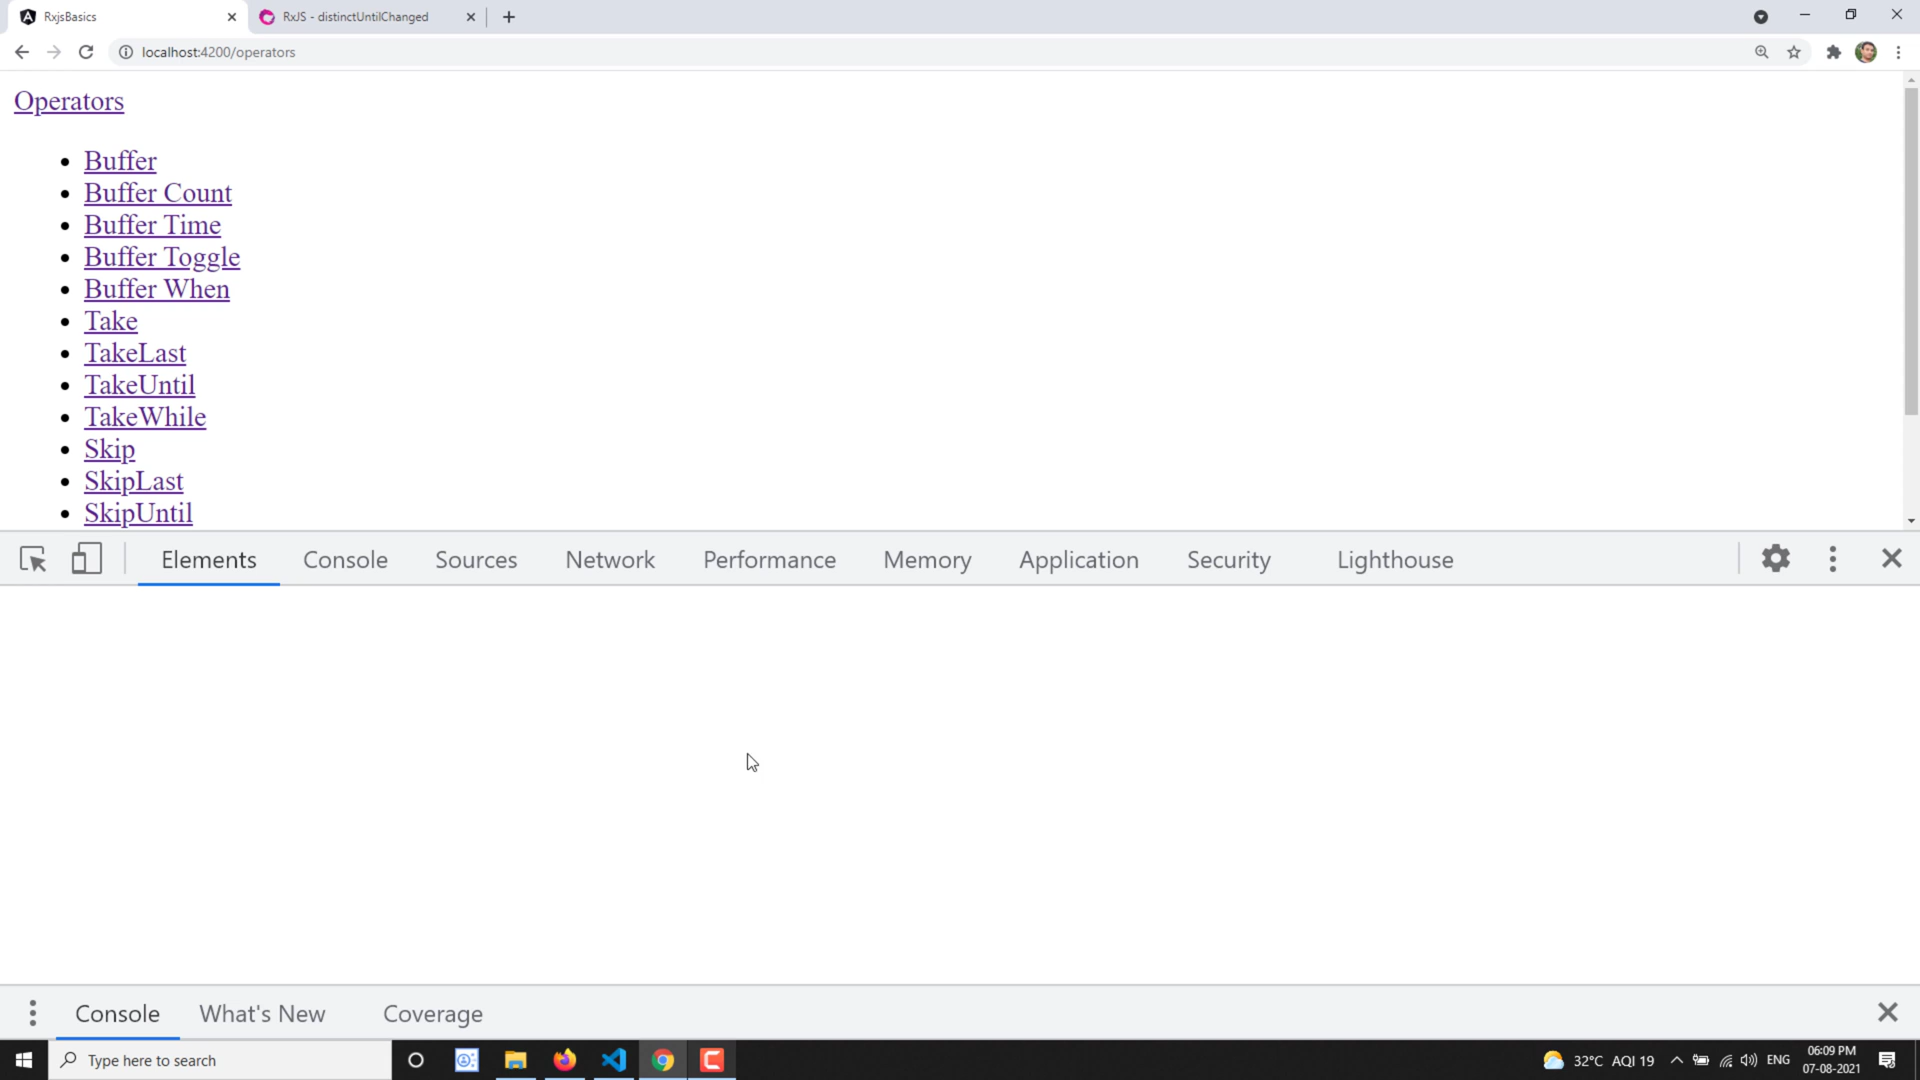 RxjsBasics
RxJS - distinctUntilChanged
localhost:4200/operators
Operators
Buffer
Buffer Count
Buffer Time
Buffer Toggle
Buffer When
Take
TakeLast
TakeUntil
TakeWhile
Skip
SkipLast
SkipUntil
Elements Console Sources Network Performance Memory Application Security Lighthouse
Console What's New Coverage
Type here to search
32°C AQI 19
ENG
06:09 PM
07-08-2021